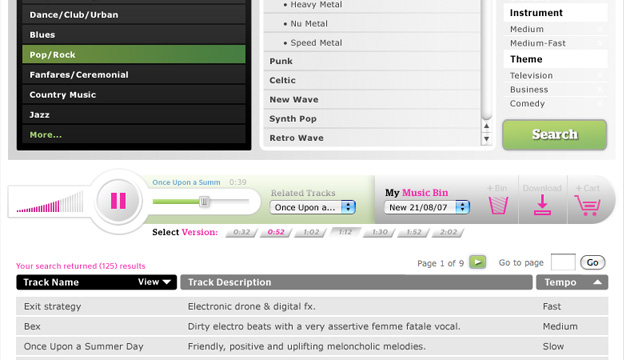 Dance/Club/Urban
Blues
Pop/Rock
Fanfares/Ceremonial
Country Music
Jazz
More...
Heavy Metal
Nu Metal
Speed Metal
Punk
Celtic
New Wave
Synth Pop
Retro Wave
Instrument
Medium
Medium-Fast
Theme
Television
Business
Comedy
Search
Once Upon a Summ 0:39
Related Tracks
Once Upon a...
My Music Bin
New 21/08/07
+Bin
Download
+Cart
Select Version: 0:32 0:52 1:02 1:12 1:30 1:52 2:02
Your search returned (125) results
Page 1 of 9
Go to page
Go
Track Name View Track Description Tempo
Exit strategy Electronic drone & digital fx. Fast
Bex Dirty electro beats with a very assertive femme fatale vocal. Medium
Once Upon a Summer Day Friendly, positive and uplifting melancholic melodies. Slow